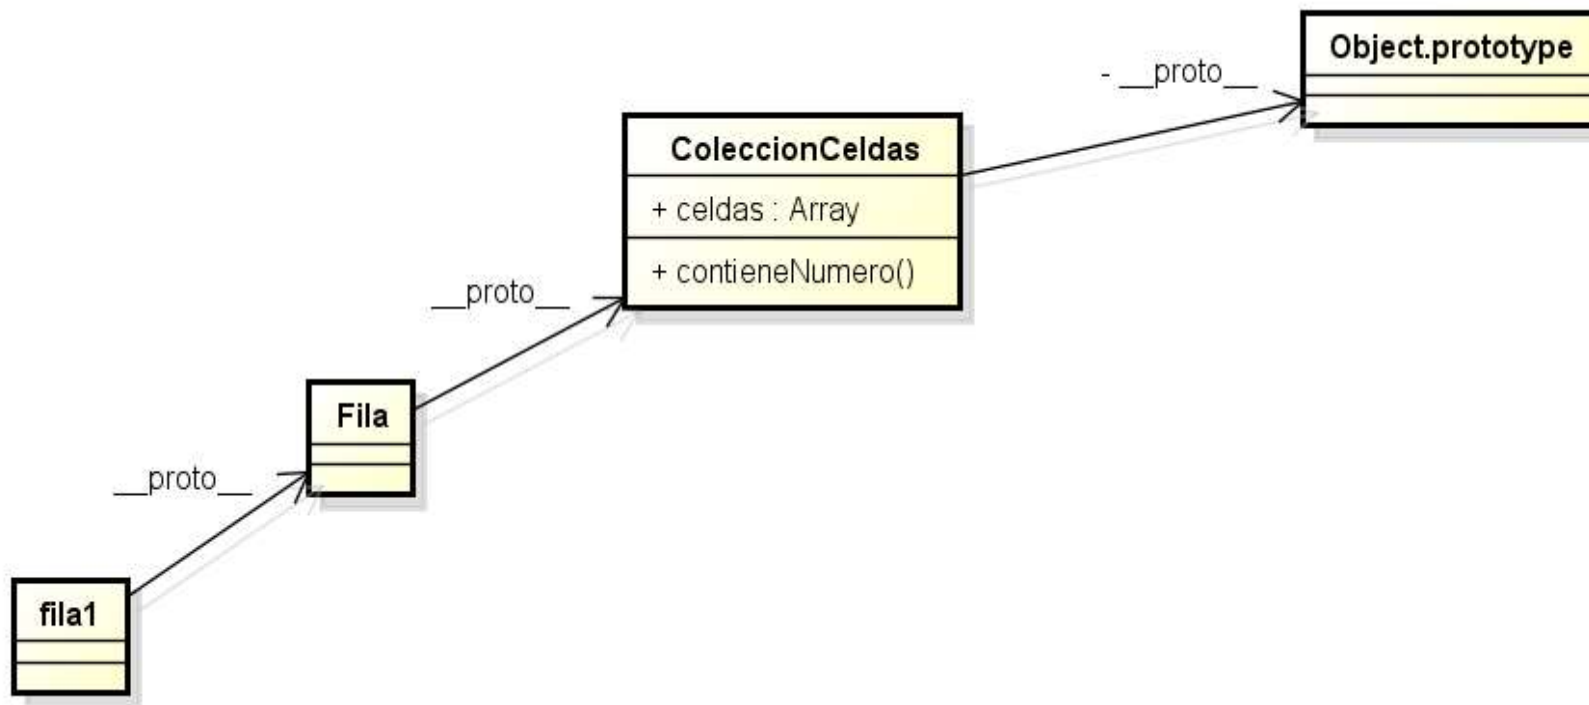 Object.prototype
- __proto__
ColeccionCeldas
+ celdas : Array
+ contieneNumero()
__proto__
Fila
__proto__
fila1